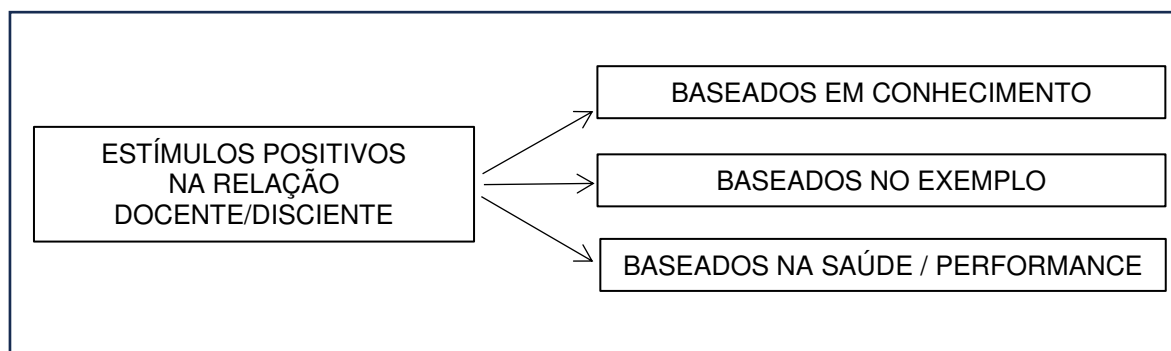 ESTÍMULOS POSITIVOS
NA RELAÇÃO
DOCENTE/DISCIENTE
BASEADOS EM CONHECIMENTO
BASEADOS NO EXEMPLO
BASEADOS NA SAÚDE / PERFORMANCE